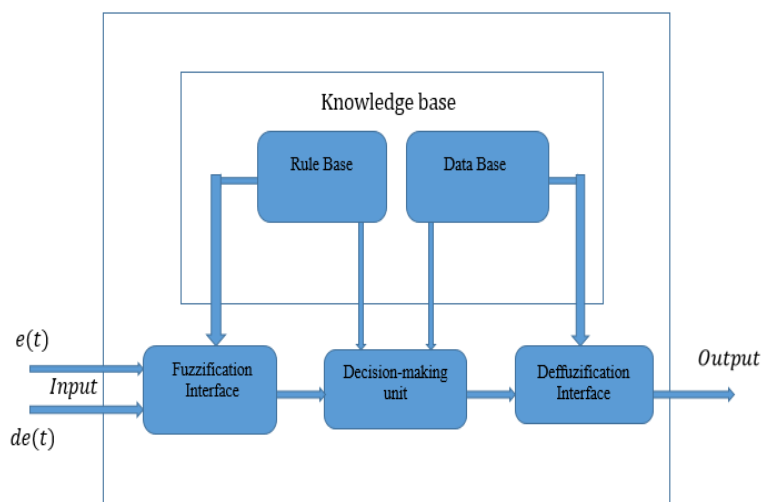 Knowledge base
Rule Base
Data Base
e(t)
Input
de(t)
Fuzzification
Interface
Decision-making
unit
Deffuzification
Interface
Output